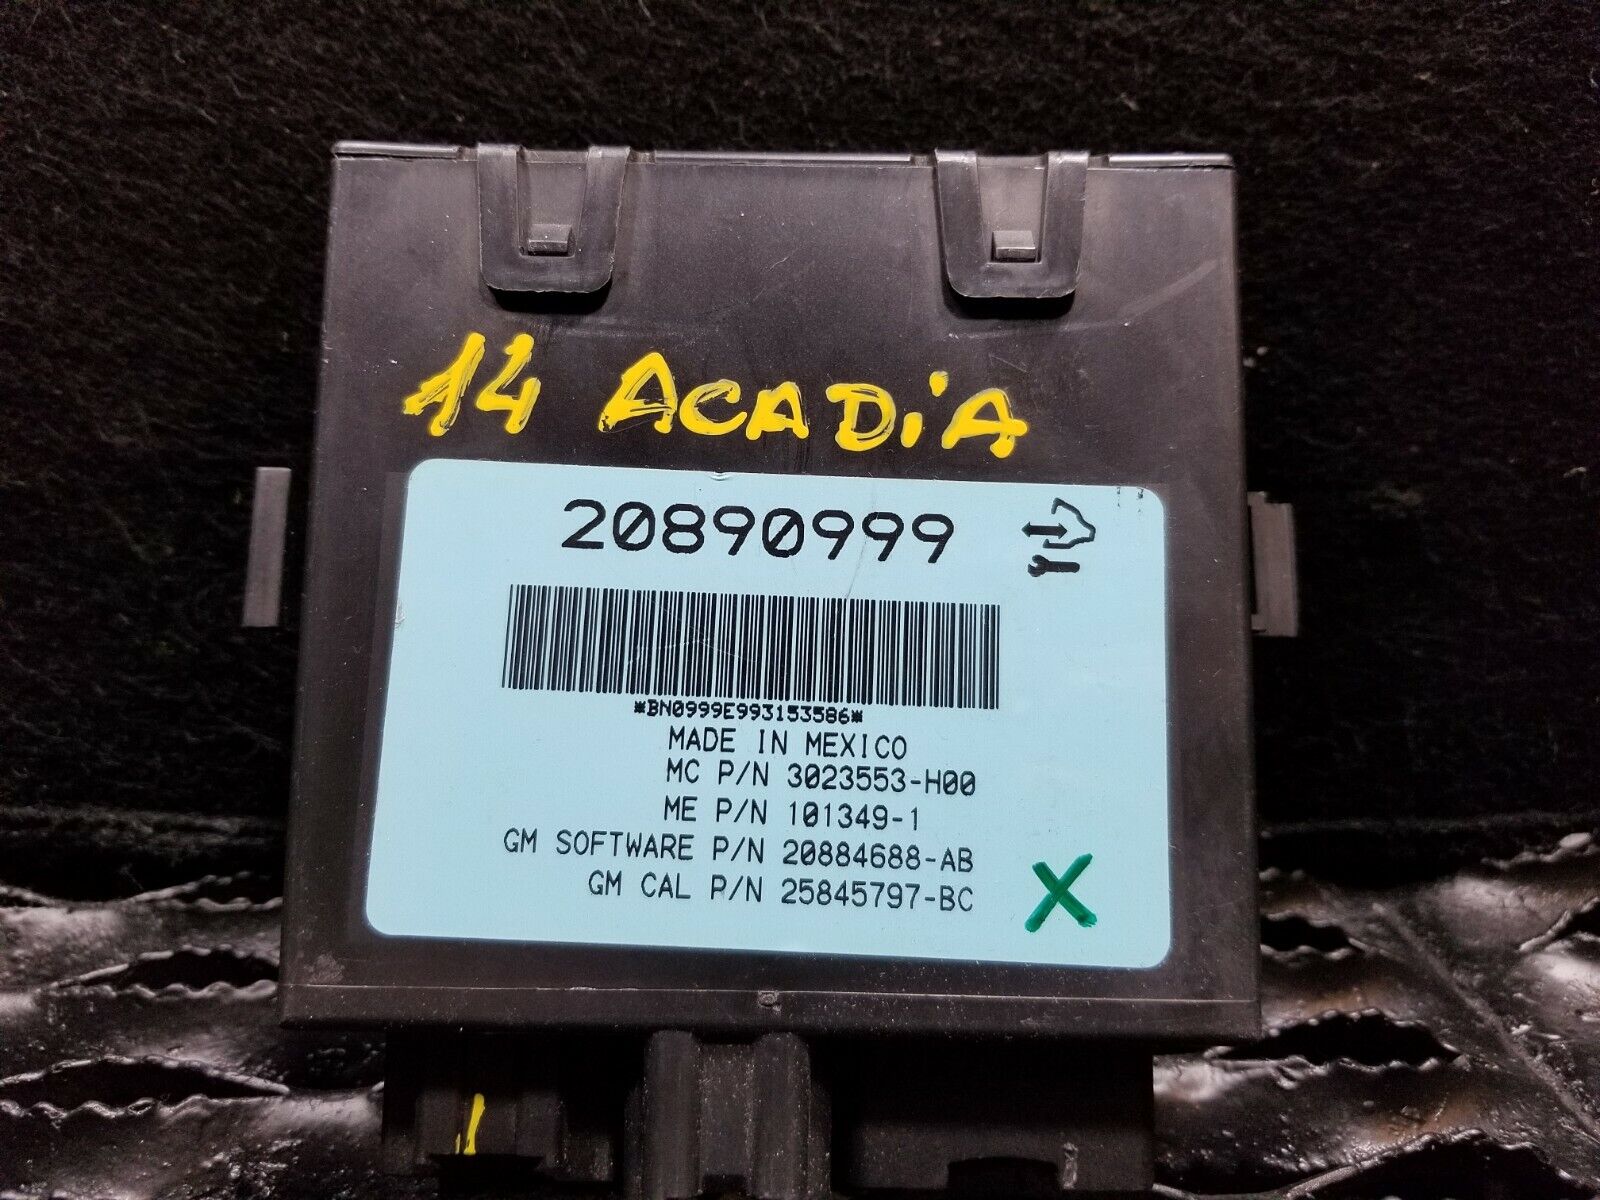 14 ACADiA
20890999
*BN0999E993153586*
MADE IN MEXICO
MC P/N 3023553-H00
ME P/N 101349-1
GM SOFTWARE P/N 20884688-AB
GM CAL P/N 25845797-BC
X